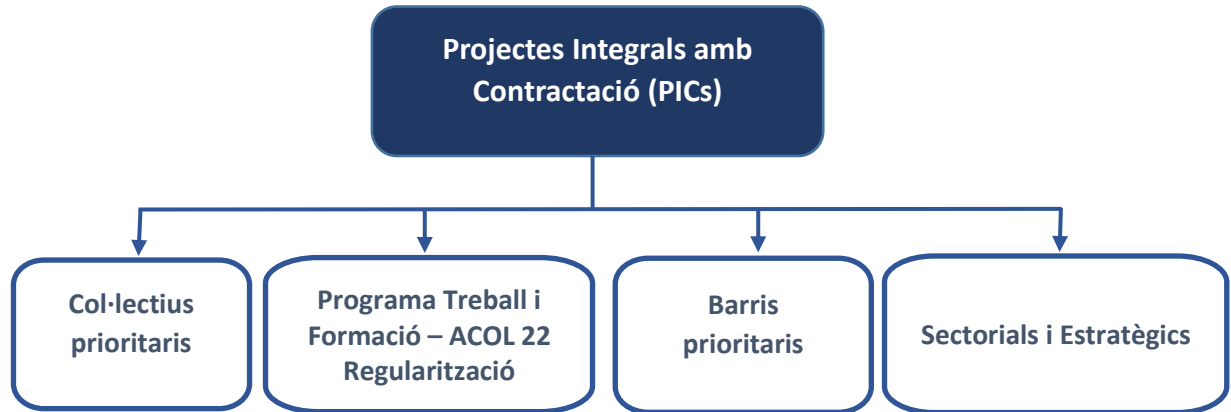 Projectes Integrals amb
Contractació (PICs)
Col·lectius
prioritaris
Programa Treball i
Formació – ACOL 22
Regularització
Barris
prioritaris
Sectorials i Estratègics